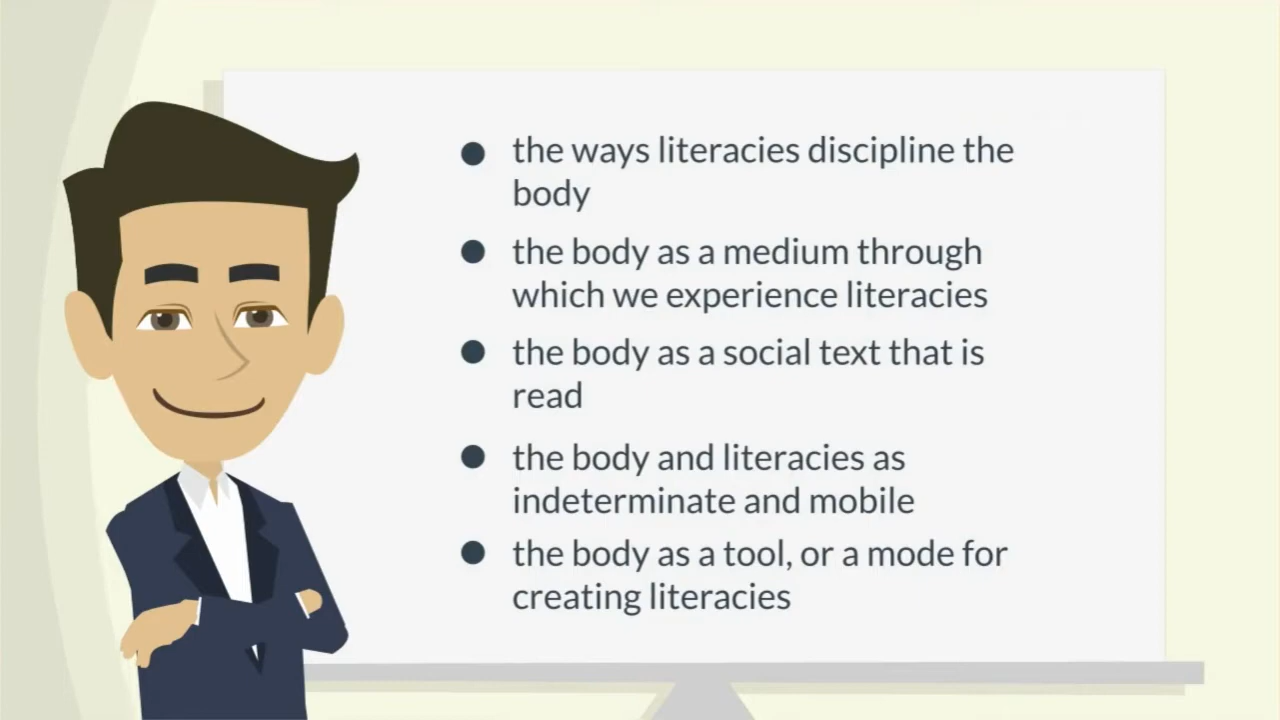 the ways literacies discipline the
body
the body as a medium through
which we experience literacies
the body as a social text that is
read
the body and literacies as
indeterminate and mobile
the body as a tool, or a mode for
creating literacies